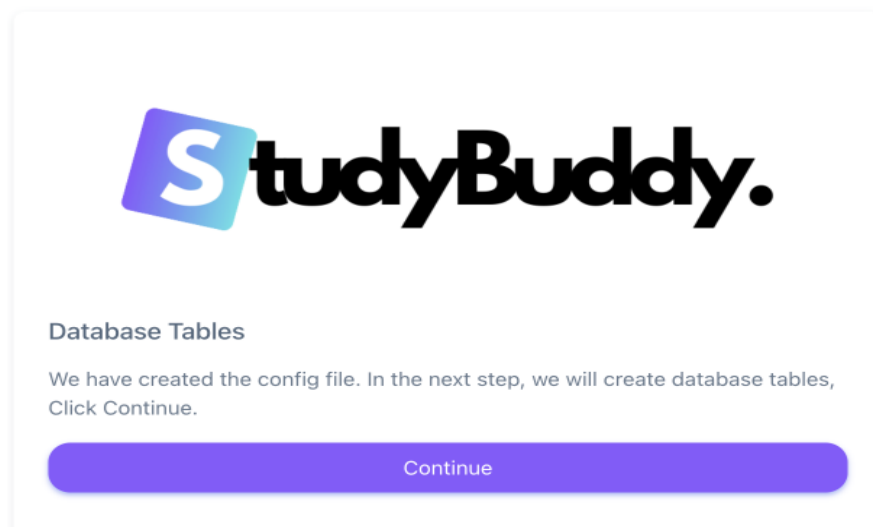 StudyBuddy.
Database Tables
We have created the config file. In the next step, we will create database tables,
Click Continue.
Continue